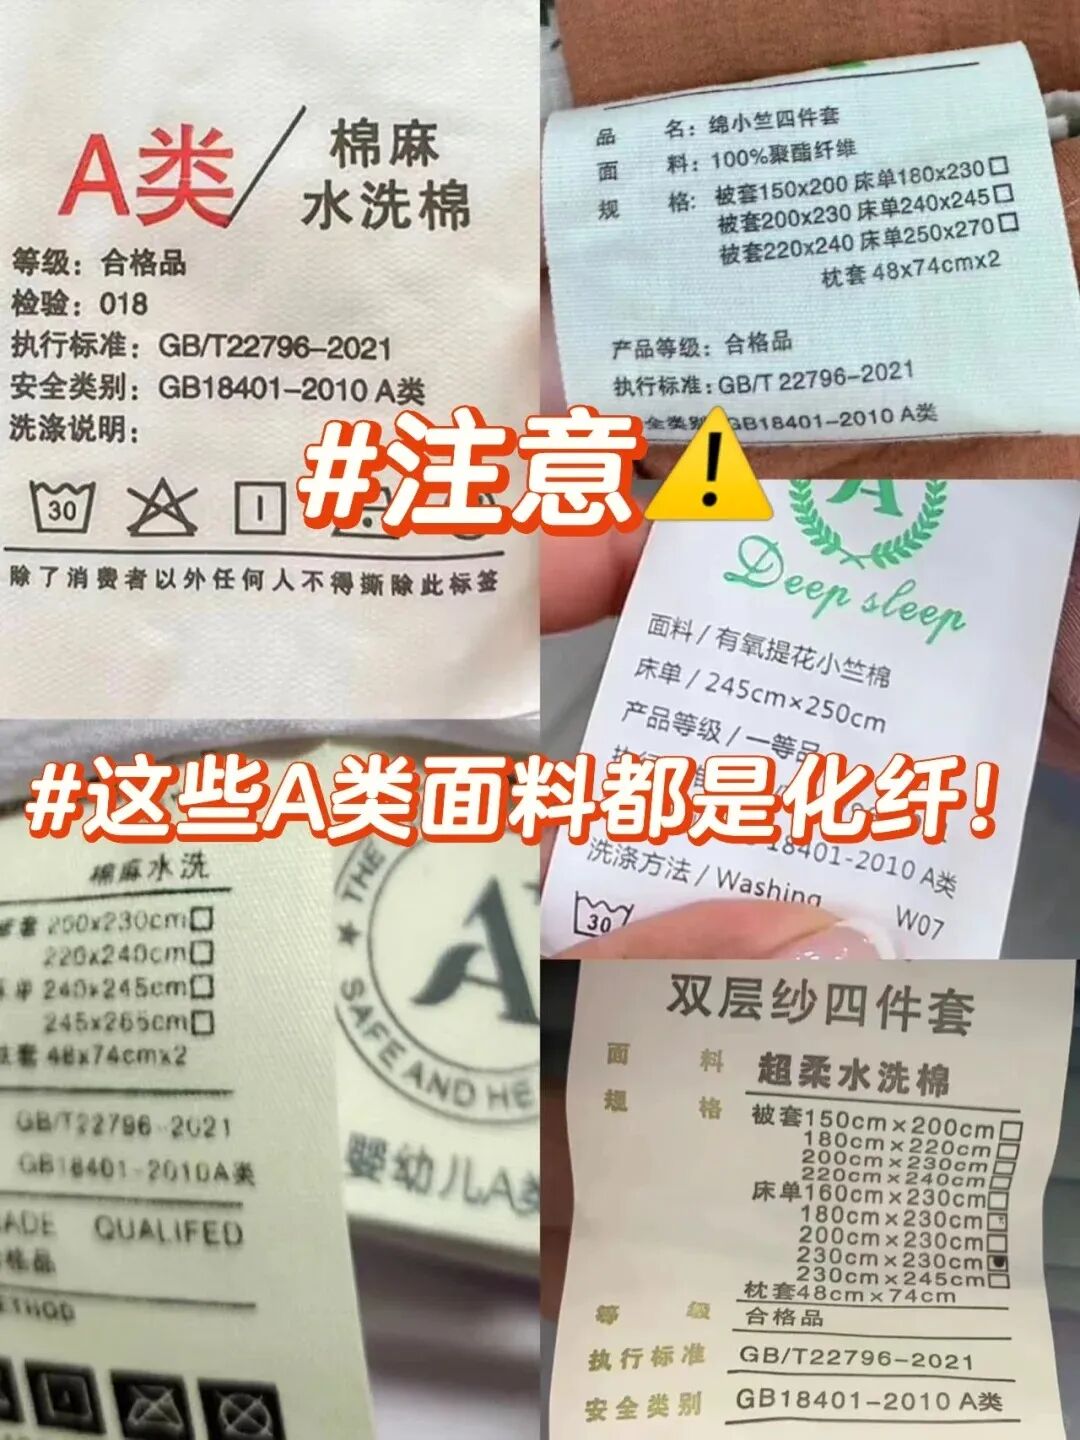 A类/棉麻
水洗棉
等级：合格品
检验：018
执行标准：GB/T22796-2021
安全类别：GB18401-2010 A类
洗涤说明：
30
除了消费者以外任何人不得撕除此标签
品 名：绵小竺四件套
面 料：100%聚酯纤维
规 格：被套150x200 床单180x230
被套200x230 床单240x245
被套220x240 床单250x270
枕套 48x74cmx2
产品等级：合格品
执行标准：GB/T 22796-2021
全类别 GB18401-2010 A类
#注意
A
Deep sleep
面料 / 有氧提花小竺棉
床单 / 245cm×250cm
产品等级 / 一等品
#这些A类面料都是化纤！
18401-2010 A类
洗涤方法 / Washing
W07
30
棉麻水洗
被套 200x230cm
220x240cm
240x245cm
245x265cm
48x74cmx2
GB/T22796-2021
GB18401-2010A类
QUALIFED
格品
THE
A
SAFE AND HE
婴幼儿A类
双层纱四件套
面 料 超柔水洗棉
规 格 被套150cm×200cm
180cm×220cm
200cm×230cm
220cm×240cm
床单160cm×230cm
180cm×230cm
200cm×230cm
230cm×230cm
230cm×245cm
枕套48cm×74cm
等 级 合格品
执行标准 GB/T22796-2021
安全类别 GB18401-2010 A类